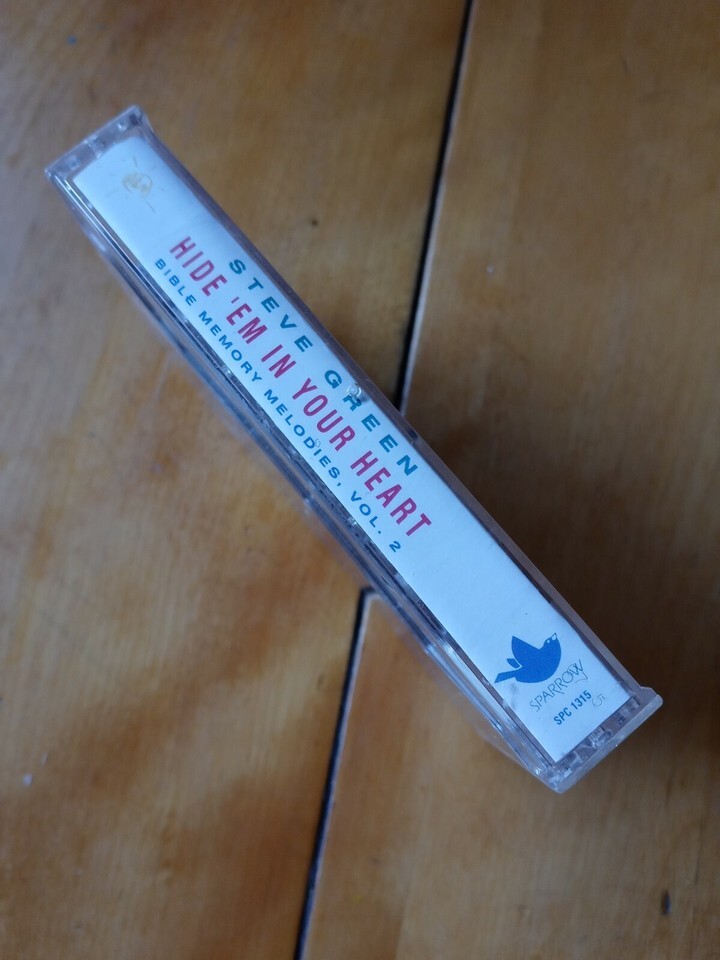 STEVE GREEN
HIDE 'EM IN YOUR HEART
BIBLE MEMORY MELODIES, VOL. 2
SPARROW
SPC 1315